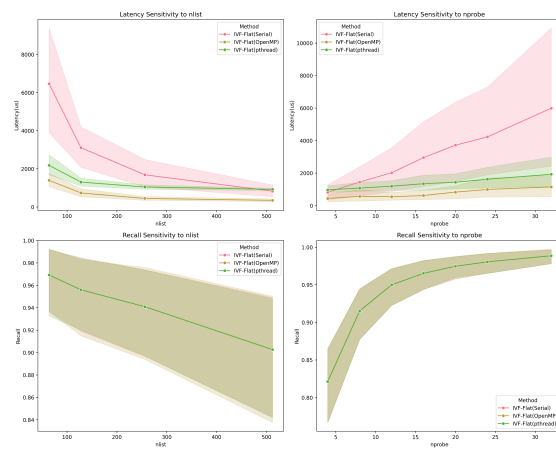 Latency Sensitivity to nlist
Method
IVF-Flat(Serial)
IVF-Flat(OpenMP)
IVF-Flat(pthread)
8000
6000
4000
2000
0
Latency(us)
100
200
300
400
500
nlist
Latency Sensitivity to nprobe
Method
IVF-Flat(Serial)
IVF-Flat(OpenMP)
IVF-Flat(pthread)
10000
8000
6000
4000
2000
0
Latency(us)
5
10
15
20
25
30
nprobe
Recall Sensitivity to nlist
Method
IVF-Flat(Serial)
IVF-Flat(OpenMP)
IVF-Flat(pthread)
1.00
0.98
0.96
0.94
0.92
0.90
0.88
0.86
0.84
Recall
100
200
300
400
500
nlist
Recall Sensitivity to nprobe
1.00
0.95
0.90
0.85
0.80
Recall
Method
IVF-Flat(Serial)
IVF-Flat(OpenMP)
IVF-Flat(pthread)
5
10
15
20
25
30
nprobe